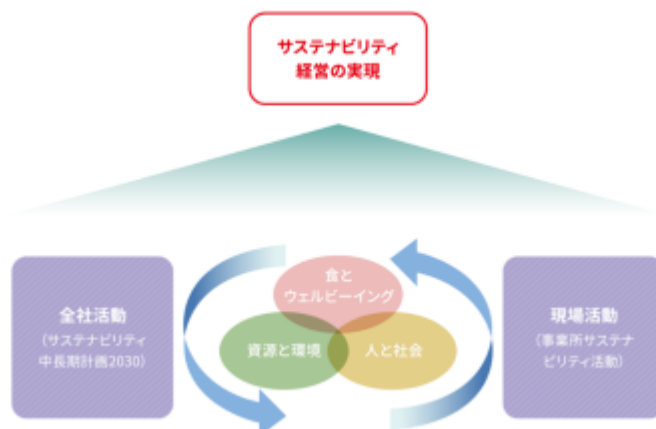 サステナビリティ
経営の実現
食と
ウェルビーイング
全社活動
（サステナビリティ
中長期計画2030）
資源と環境
人と社会
現場活動
（事業所サステナ
ビリティ活動）